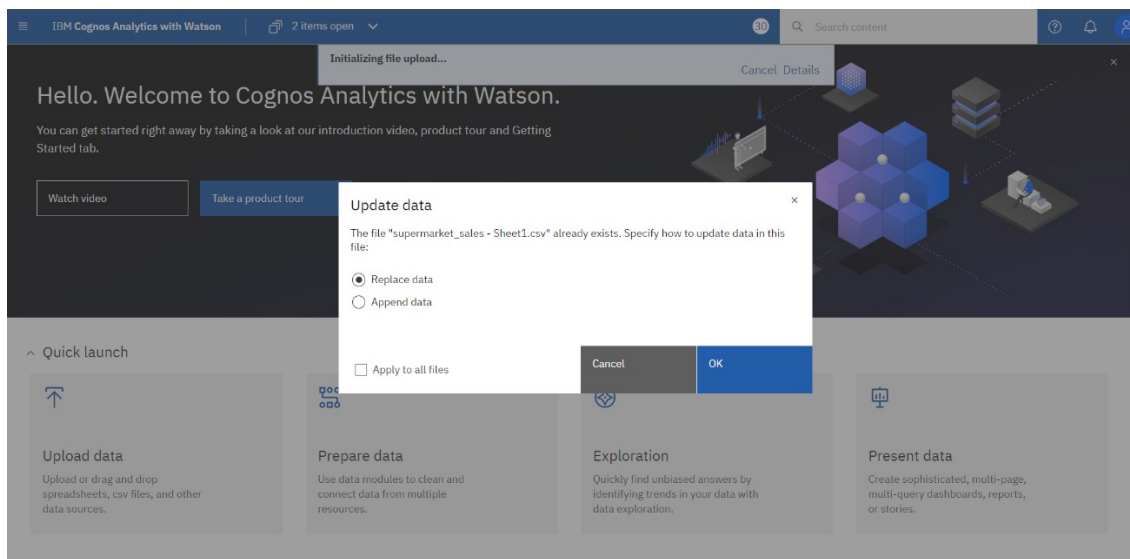 IBM Cognos Analytics with Watson
2 items open
30
Search content
Initializing file upload...
Cancel Details
Hello. Welcome to Cognos Analytics with Watson.
You can get started right away by taking a look at our introduction video, product tour and Getting
Started tab.
Watch video
Take a product tour
Update data
The file "supermarket_sales - Sheet1.csv" already exists. Specify how to update data in this
file:
Replace data
Append data
Apply to all files
Cancel
OK
Quick launch
Upload data
Upload or drag and drop
spreadsheets, csv files, and other
data sources.
Prepare data
Use data modules to clean and
connect data from multiple
resources.
Exploration
Quickly find unbiased answers by
identifying trends in your data with
data exploration.
Present data
Create sophisticated, multi-page,
multi-query dashboards, reports,
or stories.